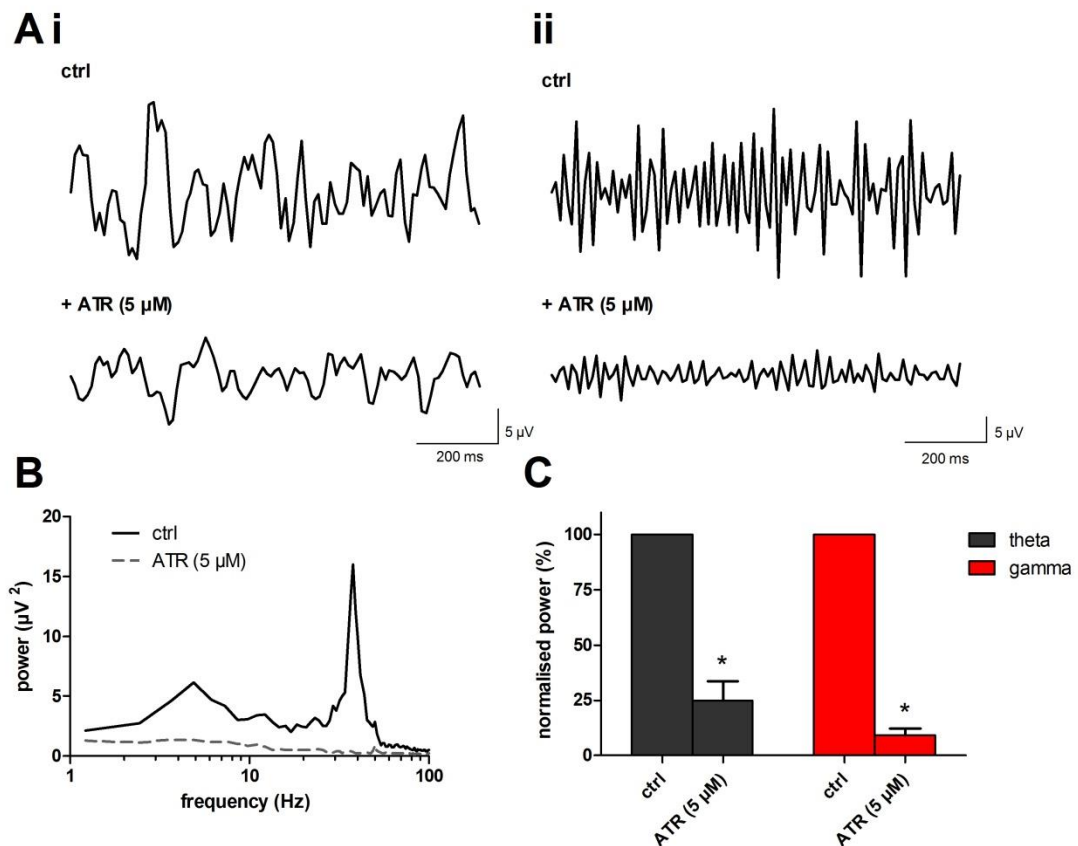 A i
ii
ctrl
ctrl
+ ATR (5 µM)
+ ATR (5 µM)
5 µV
200 ms
5 µV
200 ms
B
20
15
10
5
0
1
10
100
power (µV ²)
frequency (Hz)
ctrl
ATR (5 µM)
C
100
75
50
25
0
normalised power (%)
*
*
ctrl
ATR (5 µM)
ctrl
ATR (5 µM)
theta
gamma